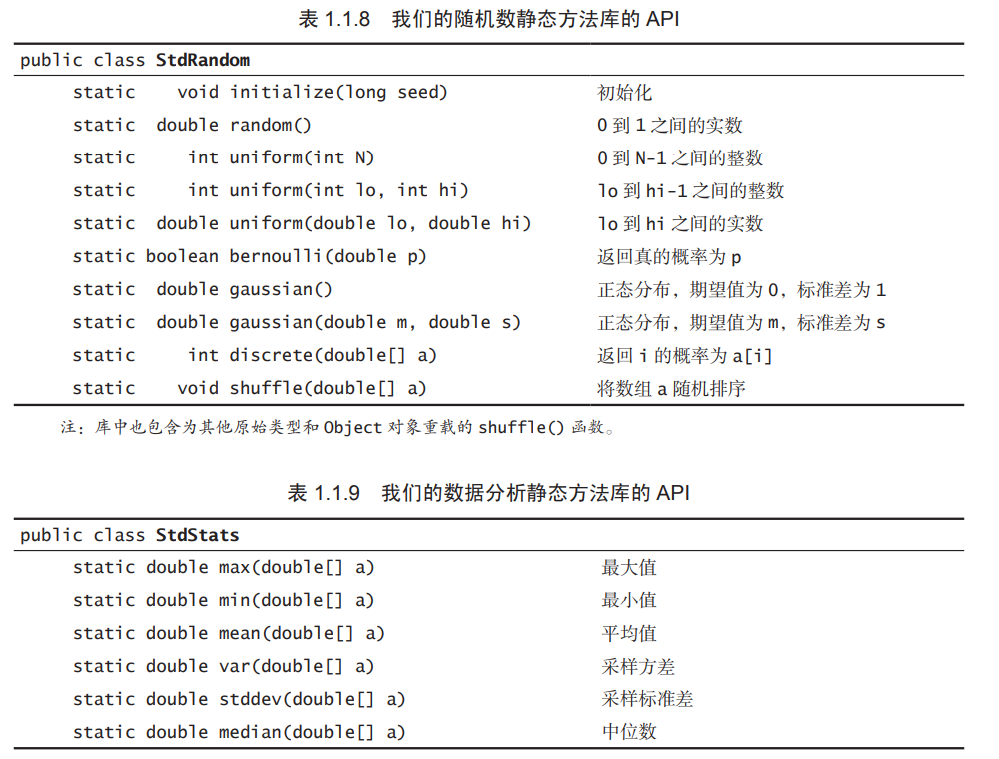 表 1.1.8 我们的随机数静态方法库的 API
public class StdRandom
static void initialize(long seed) 初始化
static double random() 0 到 1 之间的实数
static int uniform(int N) 0 到 N-1 之间的整数
static int uniform(int lo, int hi) lo 到 hi-1 之间的整数
static double uniform(double lo, double hi) lo 到 hi 之间的实数
static boolean bernoulli(double p) 返回真的概率为 p
static double gaussian() 正态分布，期望值为 0，标准差为 1
static double gaussian(double m, double s) 正态分布，期望值为 m，标准差为 s
static int discrete(double[] a) 返回 i 的概率为 a[i]
static void shuffle(double[] a) 将数组 a 随机排序
注：库中也包含为其他原始类型和 Object 对象重载的 shuffle() 函数。
表 1.1.9 我们的数据分析静态方法库的 API
public class StdStats
static double max(double[] a) 最大值
static double min(double[] a) 最小值
static double mean(double[] a) 平均值
static double var(double[] a) 采样方差
static double stddev(double[] a) 采样标准差
static double median(double[] a) 中位数